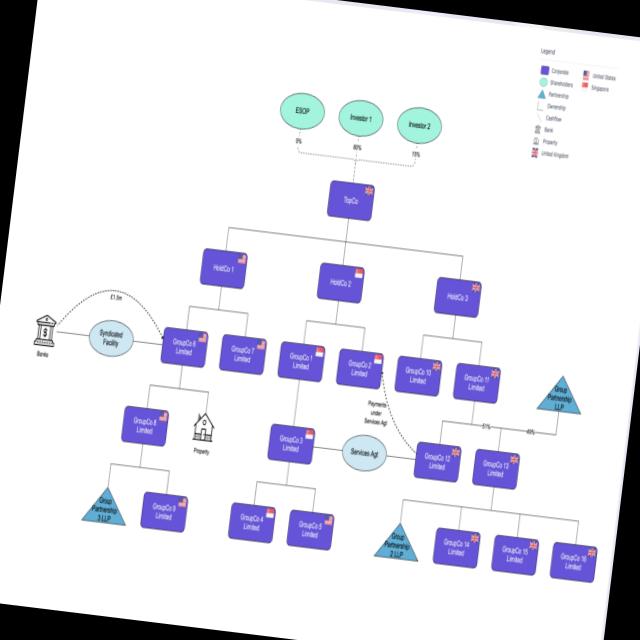 Legend
Corporate
United States
Shareholders
Singapore
Partnership
Ownership
Cashflow
Bank
Property
United Kingdom
ESOP
Investor 1
Investor 2
5%
80%
15%
TopCo
HoldCo 1
HoldCo 2
HoldCo 3
£1.5m
Banks
$
Syndicated
Facility
GroupCo 6
Limited
GroupCo 7
Limited
GroupCo 1
Limited
GroupCo 2
Limited
GroupCo 10
Limited
GroupCo 11
Limited
Group
Partnership
LLP
Payments
under
Services Agt
51%
49%
GroupCo 8
Limited
Property
GroupCo 3
Limited
Services Agt
GroupCo 12
Limited
GroupCo 13
Limited
Group
Partnership
3 LLP
GroupCo 9
Limited
GroupCo 4
Limited
GroupCo 5
Limited
Group
Partnership
2 LLP
GroupCo 14
Limited
GroupCo 15
Limited
GroupCo 16
Limited